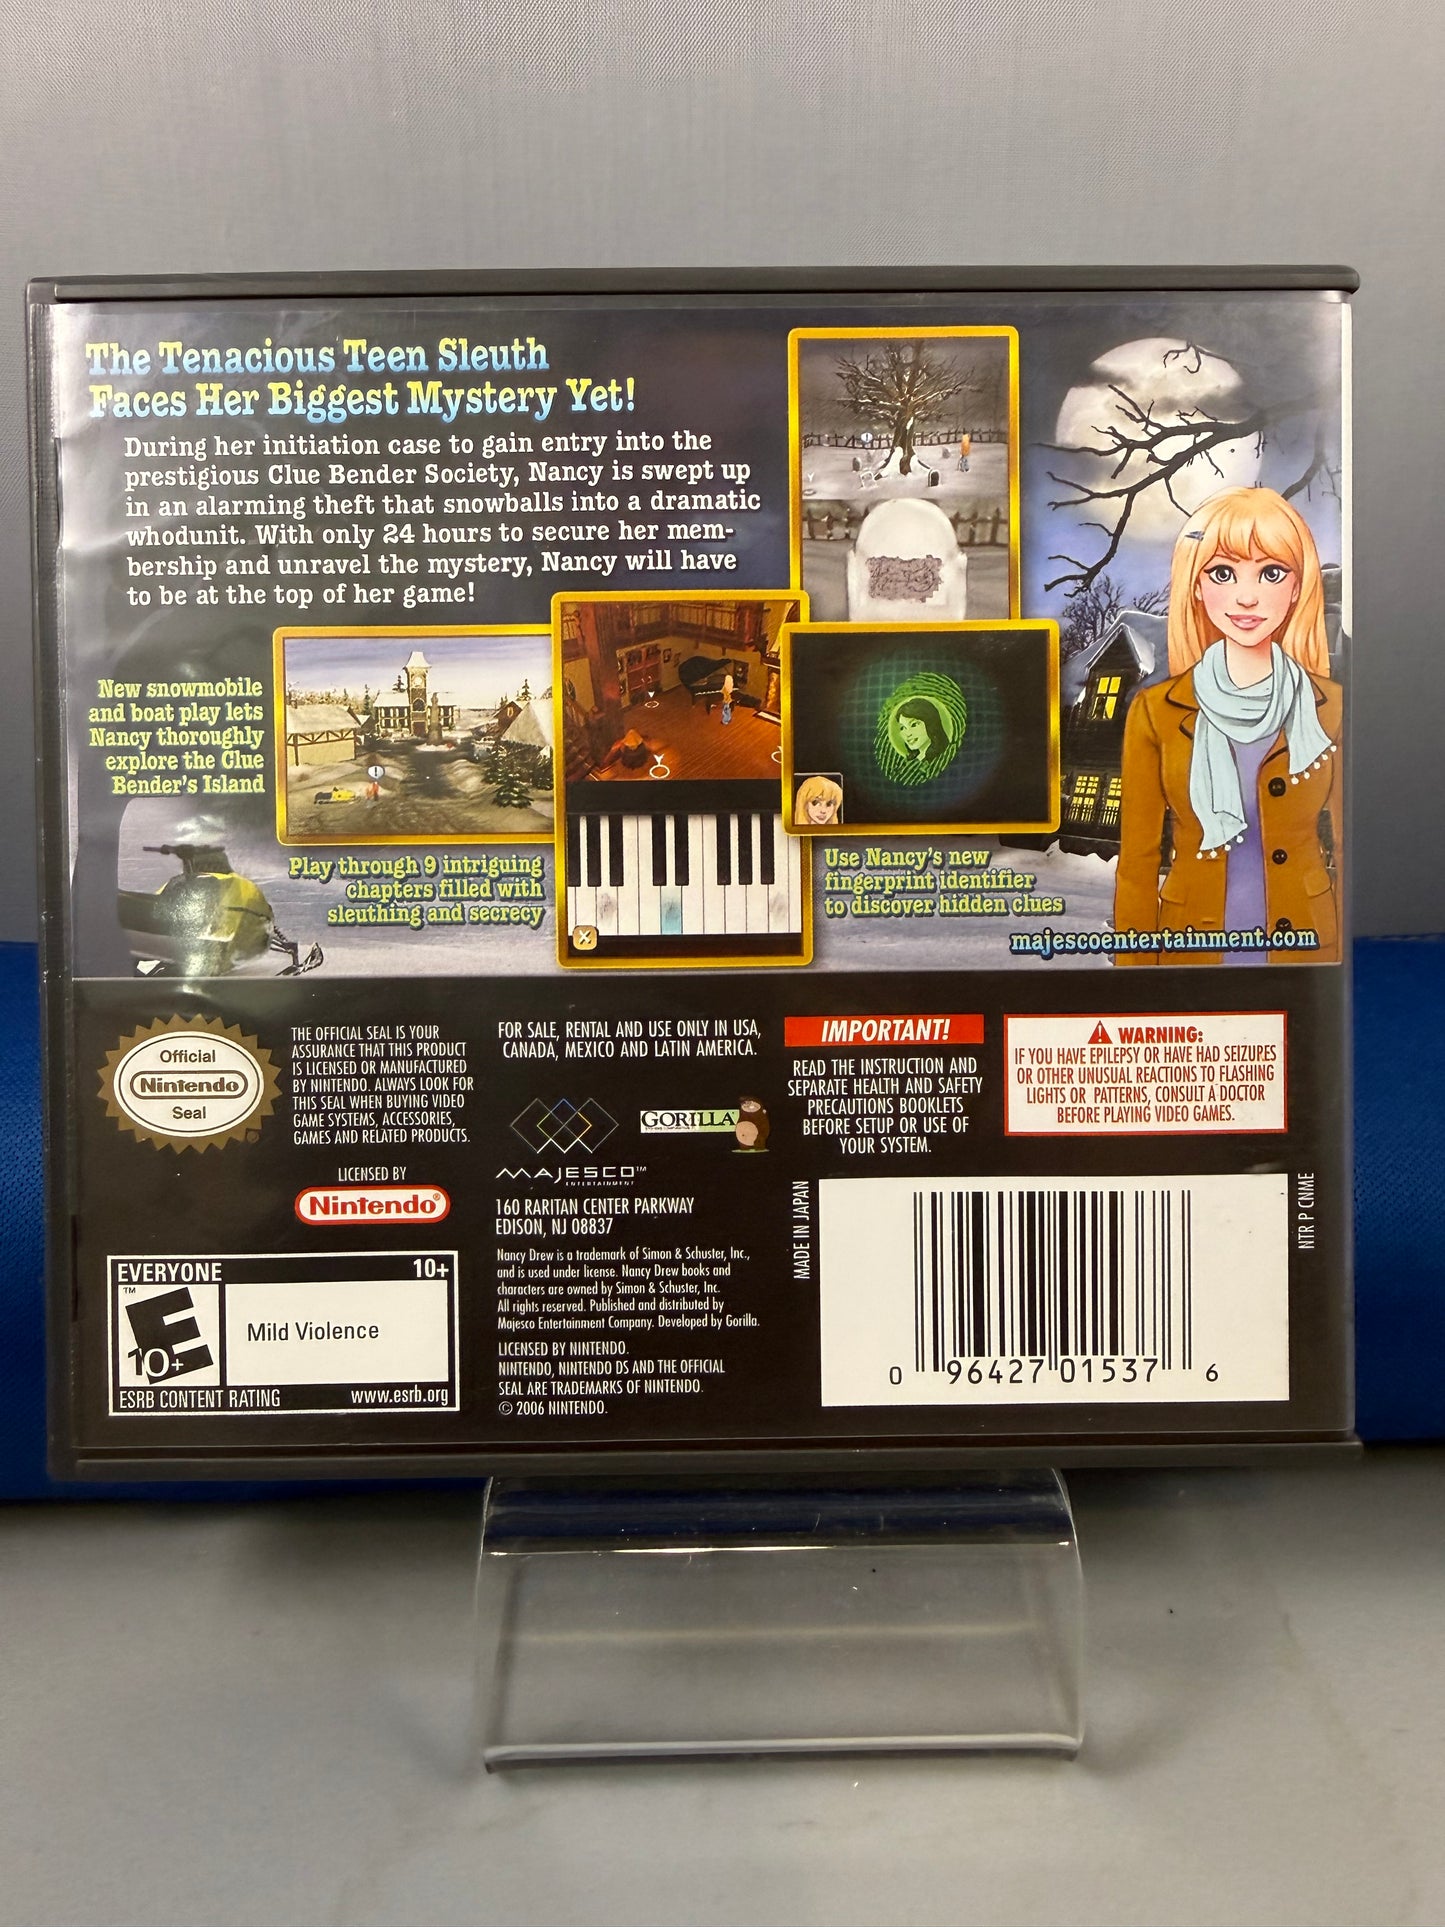 The Tenacious Teen Sleuth
Faces Her Biggest Mystery Yet!
During her initiation case to gain entry into the
prestigious Clue Bender Society, Nancy is swept up
in an alarming theft that snowballs into a dramatic
whodunit. With only 24 hours to secure her mem-
bership and unravel the mystery, Nancy will have
to be at the top of her game!
New snowmobile
and boat play lets
Nancy thoroughly
explore the Clue
Bender's Island
Play through 9 intriguing
chapters filled with
sleuthing and secrecy
X
Use Nancy's new
fingerprint identifier
to discover hidden clues
majescoentertainment.com
Official
Nintendo
Seal
THE OFFICIAL SEAL IS YOUR
ASSURANCE THAT THIS PRODUCT
IS LICENSED OR MANUFACTURED
BY NINTENDO. ALWAYS LOOK FOR
THIS SEAL WHEN BUYING VIDEO
GAME SYSTEMS, ACCESSORIES,
GAMES AND RELATED PRODUCTS.
LICENSED BY
Nintendo®
EVERYONE 10+
™
E
10+
Mild Violence
ESRB CONTENT RATING www.esrb.org
FOR SALE, RENTAL AND USE ONLY IN USA,
CANADA, MEXICO AND LATIN AMERICA.
MAJESCO™
ENTERTAINMENT
GORILLA
160 RARITAN CENTER PARKWAY
EDISON, NJ 08837
Nancy Drew is a trademark of Simon & Schuster, Inc.,
and is used under license. Nancy Drew books and
characters are owned by Simon & Schuster, Inc.
All rights reserved. Published and distributed by
Majesco Entertainment Company. Developed by Gorilla.
LICENSED BY NINTENDO.
NINTENDO, NINTENDO DS AND THE OFFICIAL
SEAL ARE TRADEMARKS OF NINTENDO.
© 2006 NINTENDO.
IMPORTANT!
READ THE INSTRUCTION AND
SEPARATE HEALTH AND SAFETY
PRECAUTIONS BOOKLETS
BEFORE SETUP OR USE OF
YOUR SYSTEM.
WARNING:
IF YOU HAVE EPILEPSY OR HAVE HAD SEIZURES
OR OTHER UNUSUAL REACTIONS TO FLASHING
LIGHTS OR PATTERNS, CONSULT A DOCTOR
BEFORE PLAYING VIDEO GAMES.
MADE IN JAPAN
0 96427 01537 6
NTR P CNME